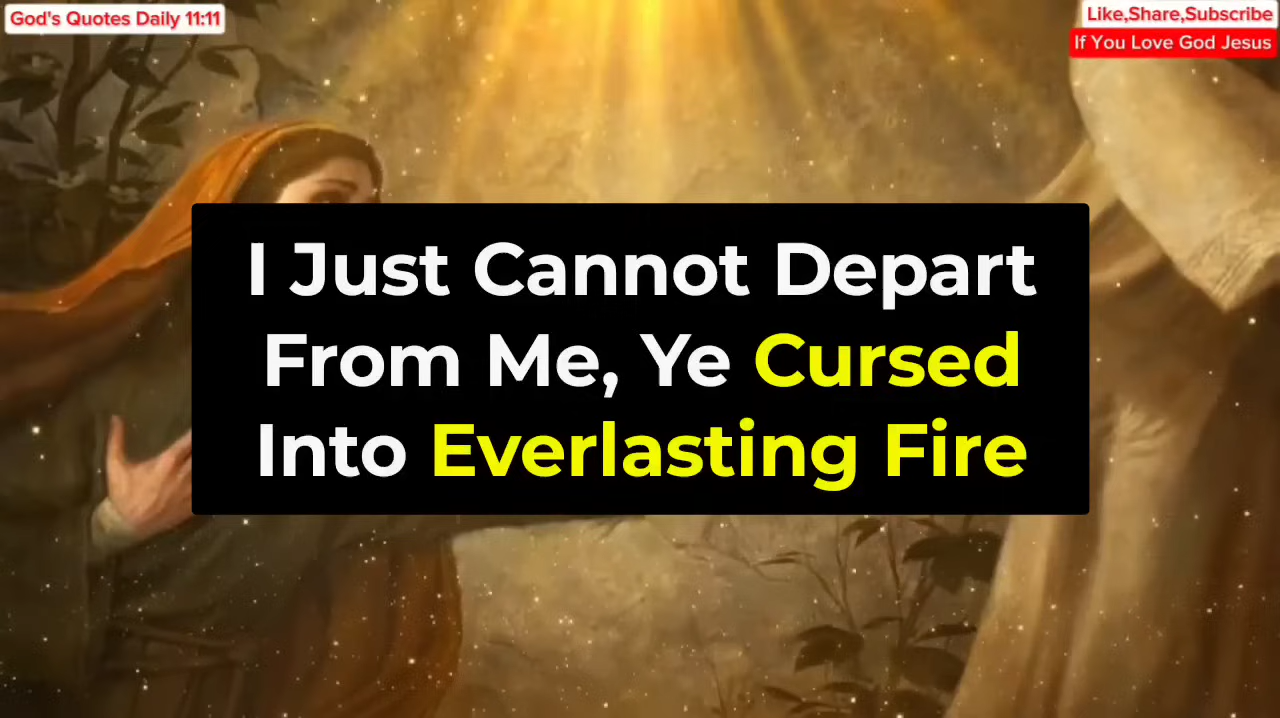 God's Quotes Daily 11:11
Like,Share,Subscribe
If You Love God Jesus
I Just Cannot Depart
From Me, Ye Cursed
Into Everlasting Fire